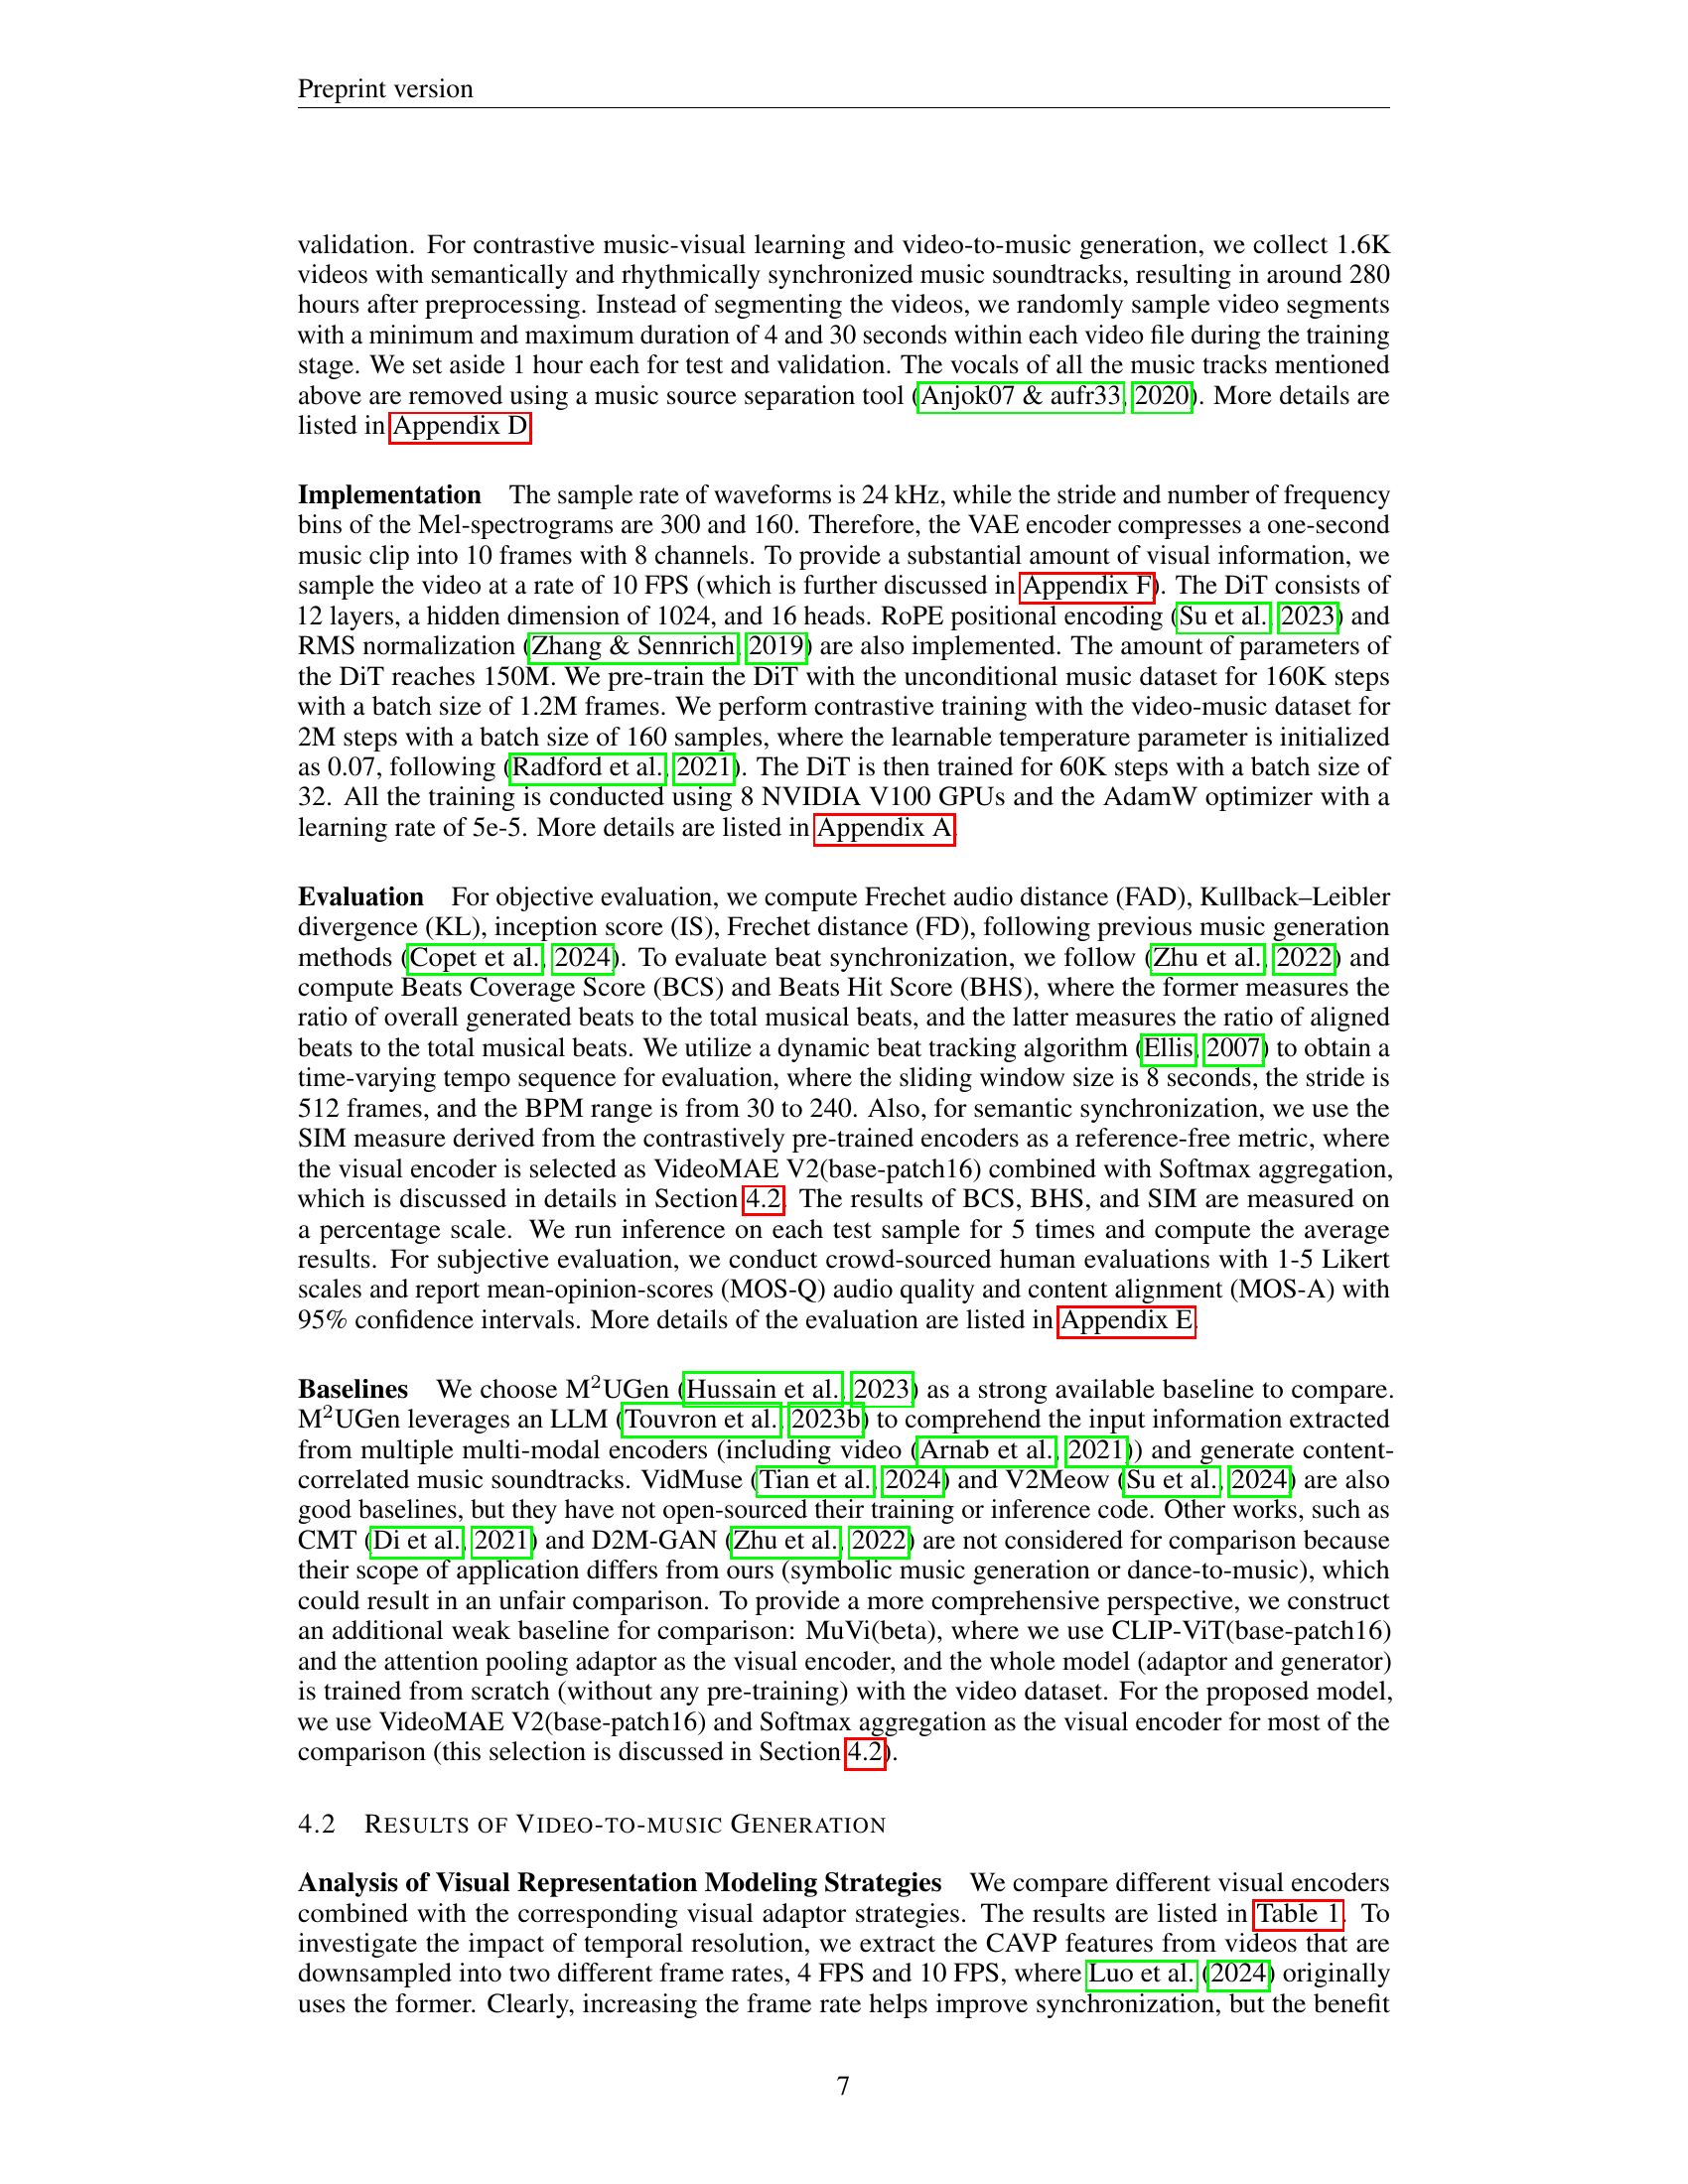 Preprint version
validation. For contrastive music-visual learning and video-to-music generation, we collect 1.6K
videos with semantically and rhythmically synchronized music soundtracks, resulting in around 280
hours after preprocessing. Instead of segmenting the videos, we randomly sample video segments
with a minimum and maximum duration of 4 and 30 seconds within each video file during the training
stage. We set aside 1 hour each for test and validation. The vocals of all the music tracks mentioned
above are removed using a music source separation tool (Anjok07 & aufr33, 2020). More details are
listed in Appendix D.
Implementation The sample rate of waveforms is 24 kHz, while the stride and number of frequency
bins of the Mel-spectrograms are 300 and 160. Therefore, the VAE encoder compresses a one-second
music clip into 10 frames with 8 channels. To provide a substantial amount of visual information, we
sample the video at a rate of 10 FPS (which is further discussed in Appendix F). The DiT consists of
12 layers, a hidden dimension of 1024, and 16 heads. RoPE positional encoding (Su et al., 2023) and
RMS normalization (Zhang & Sennrich, 2019) are also implemented. The amount of parameters of
the DiT reaches 150M. We pre-train the DiT with the unconditional music dataset for 160K steps
with a batch size of 1.2M frames. We perform contrastive training with the video-music dataset for
2M steps with a batch size of 160 samples, where the learnable temperature parameter is initialized
as 0.07, following (Radford et al., 2021). The DiT is then trained for 60K steps with a batch size of
32. All the training is conducted using 8 NVIDIA V100 GPUs and the AdamW optimizer with a
learning rate of 5e-5. More details are listed in Appendix A.
Evaluation For objective evaluation, we compute Frechet audio distance (FAD), Kullback–Leibler
divergence (KL), inception score (IS), Frechet distance (FD), following previous music generation
methods (Copet et al., 2024). To evaluate beat synchronization, we follow (Zhu et al., 2022) and
compute Beats Coverage Score (BCS) and Beats Hit Score (BHS), where the former measures the
ratio of overall generated beats to the total musical beats, and the latter measures the ratio of aligned
beats to the total musical beats. We utilize a dynamic beat tracking algorithm (Ellis, 2007) to obtain a
time-varying tempo sequence for evaluation, where the sliding window size is 8 seconds, the stride is
512 frames, and the BPM range is from 30 to 240. Also, for semantic synchronization, we use the
SIM measure derived from the contrastively pre-trained encoders as a reference-free metric, where
the visual encoder is selected as VideoMAE V2(base-patch16) combined with Softmax aggregation,
which is discussed in details in Section 4.2. The results of BCS, BHS, and SIM are measured on
a percentage scale. We run inference on each test sample for 5 times and compute the average
results. For subjective evaluation, we conduct crowd-sourced human evaluations with 1-5 Likert
scales and report mean-opinion-scores (MOS-Q) audio quality and content alignment (MOS-A) with
95% confidence intervals. More details of the evaluation are listed in Appendix E.
Baselines We choose M²UGen (Hussain et al., 2023) as a strong available baseline to compare.
M²UGen leverages an LLM (Touvron et al., 2023b) to comprehend the input information extracted
from multiple multi-modal encoders (including video (Arnab et al., 2021)) and generate content-
correlated music soundtracks. VidMuse (Tian et al., 2024) and V2Meow (Su et al., 2024) are also
good baselines, but they have not open-sourced their training or inference code. Other works, such as
CMT (Di et al., 2021) and D2M-GAN (Zhu et al., 2022) are not considered for comparison because
their scope of application differs from ours (symbolic music generation or dance-to-music), which
could result in an unfair comparison. To provide a more comprehensive perspective, we construct
an additional weak baseline for comparison: MuVi(beta), where we use CLIP-ViT(base-patch16)
and the attention pooling adaptor as the visual encoder, and the whole model (adaptor and generator)
is trained from scratch (without any pre-training) with the video dataset. For the proposed model,
we use VideoMAE V2(base-patch16) and Softmax aggregation as the visual encoder for most of the
comparison (this selection is discussed in Section 4.2).
4.2 RESULTS OF VIDEO-TO-MUSIC GENERATION
Analysis of Visual Representation Modeling Strategies We compare different visual encoders
combined with the corresponding visual adaptor strategies. The results are listed in Table 1. To
investigate the impact of temporal resolution, we extract the CAVP features from videos that are
downsampled into two different frame rates, 4 FPS and 10 FPS, where Luo et al. (2024) originally
uses the former. Clearly, increasing the frame rate helps improve synchronization, but the benefit
7